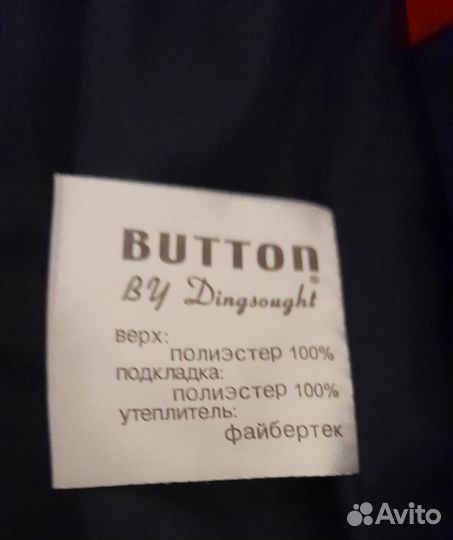 BUTTON®
BY Dingsought
верх:
полиэстер 100%
подкладка:
полиэстер 100%
утеплитель:
файбертек
Avito